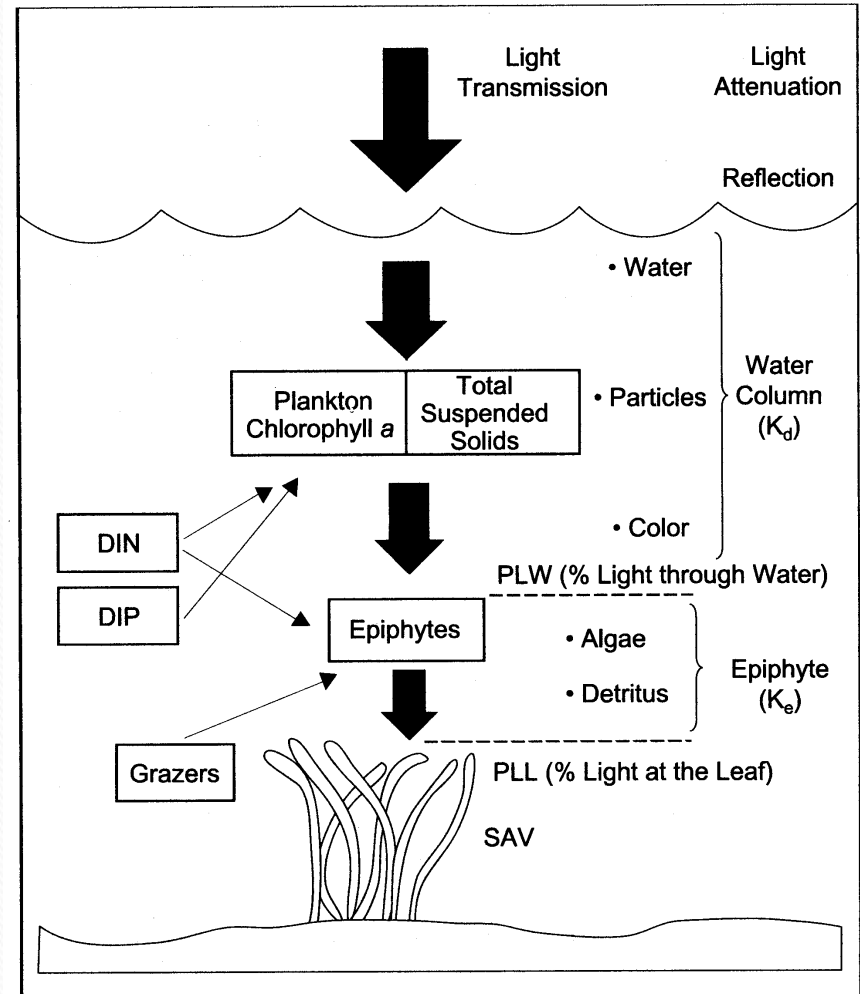 Light
Transmission
Light
Attenuation
Reflection
• Water
Plankton
Chlorophyll a
Total
Suspended
Solids
• Particles
Water
Column
(Kd)
• Color
DIN
PLW (% Light through Water)
DIP
Epiphytes
• Algae
• Detritus
Epiphyte
(Ke)
Grazers
PLL (% Light at the Leaf)
SAV